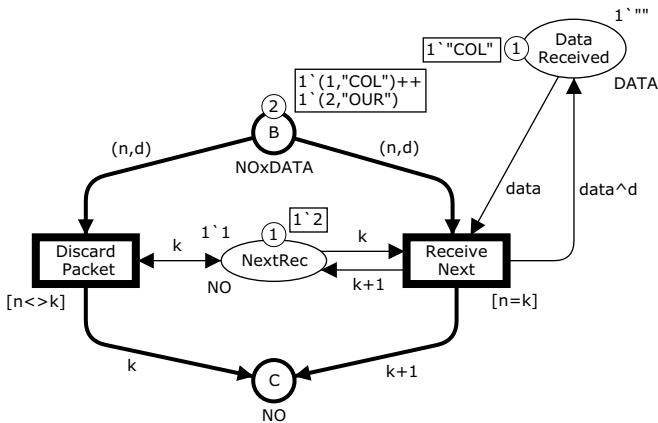 1`""
1`"COL"
1
Data
Received
DATA
1`(1,"COL")++
1`(2,"OUR")
2
B
NOxDATA
(n,d)
(n,d)
data
data^d
1`1
1`2
1
Discard
Packet
k
NextRec
k
k+1
Receive
Next
NO
[n<>k]
[n=k]
k
C
k+1
NO